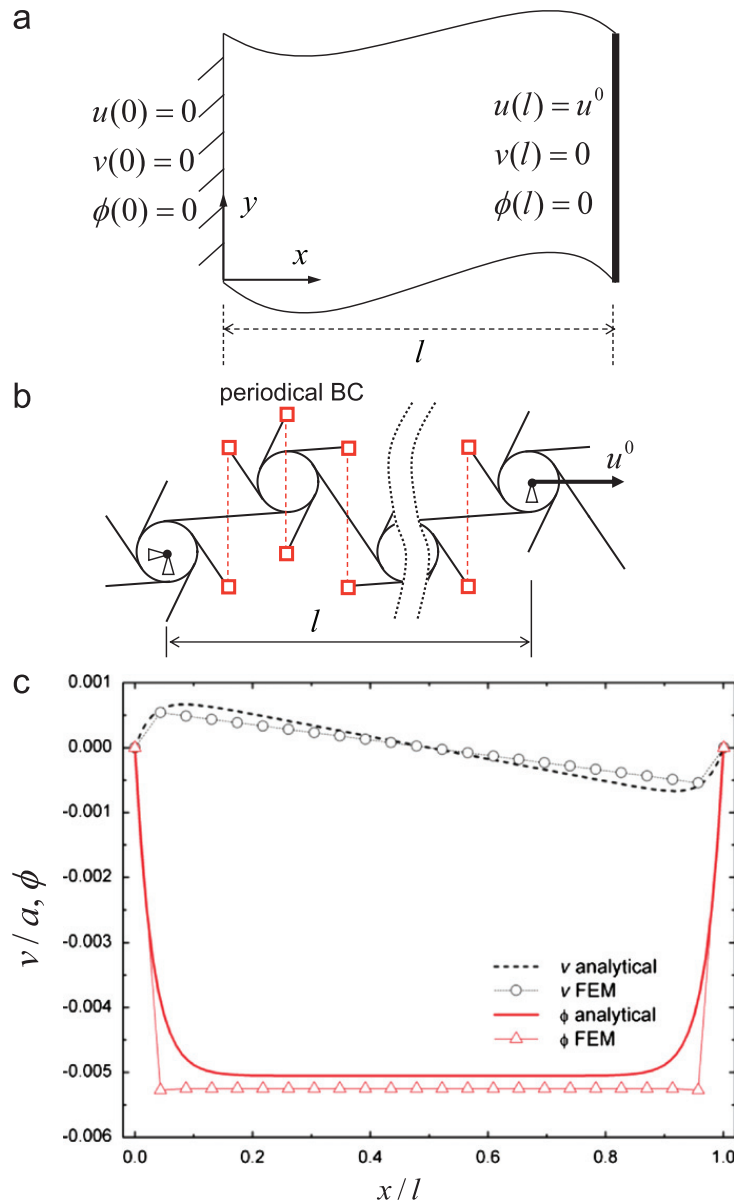 a
u(0) = 0
v(0) = 0
ϕ(0) = 0
u(l) = u⁰
v(l) = 0
ϕ(l) = 0
y
x
l
b
periodical BC
u⁰
l
c
0.001
0.000
-0.001
-0.002
-0.003
-0.004
-0.005
-0.006
v / a, ϕ
v analytical
v FEM
ϕ analytical
ϕ FEM
0.0 0.2 0.4 0.6 0.8 1.0
x / l